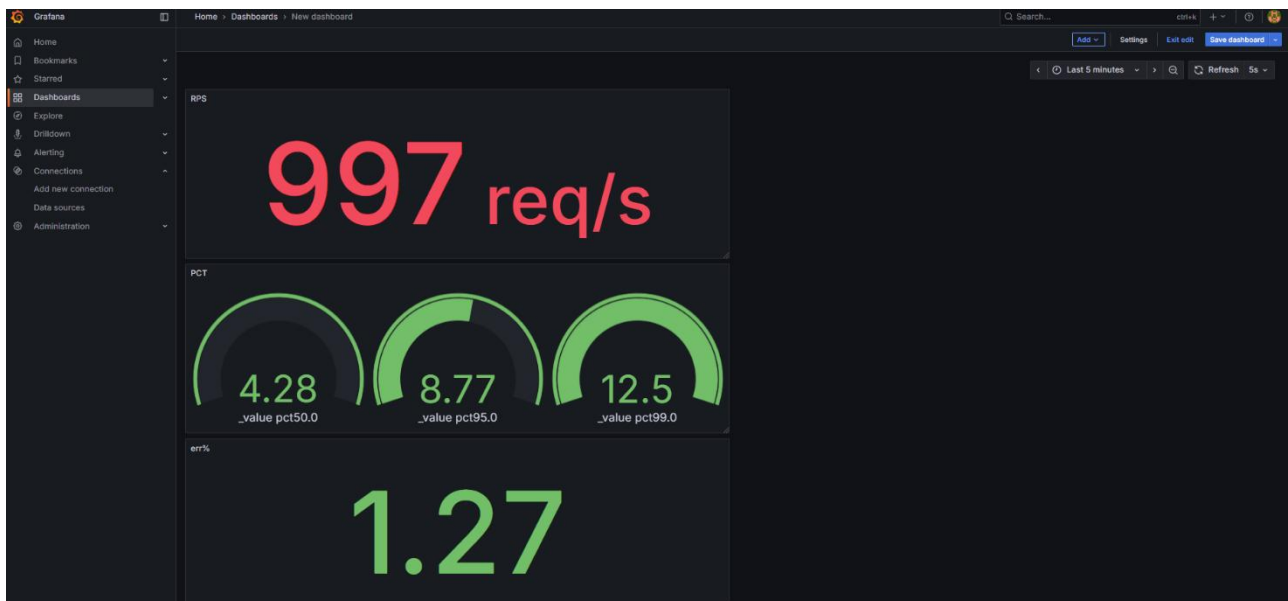 Grafana
Home > Dashboards > New dashboard
Search...
ctrl+k
Add
Settings
Exit edit
Save dashboard
Last 5 minutes
Refresh 5s
Home
Bookmarks
Starred
Dashboards
Explore
Drilldown
Alerting
Connections
Add new connection
Data sources
Administration
RPS
997 req/s
PCT
4.28
_value pct50.0
8.77
_value pct95.0
12.5
_value pct99.0
err%
1.27